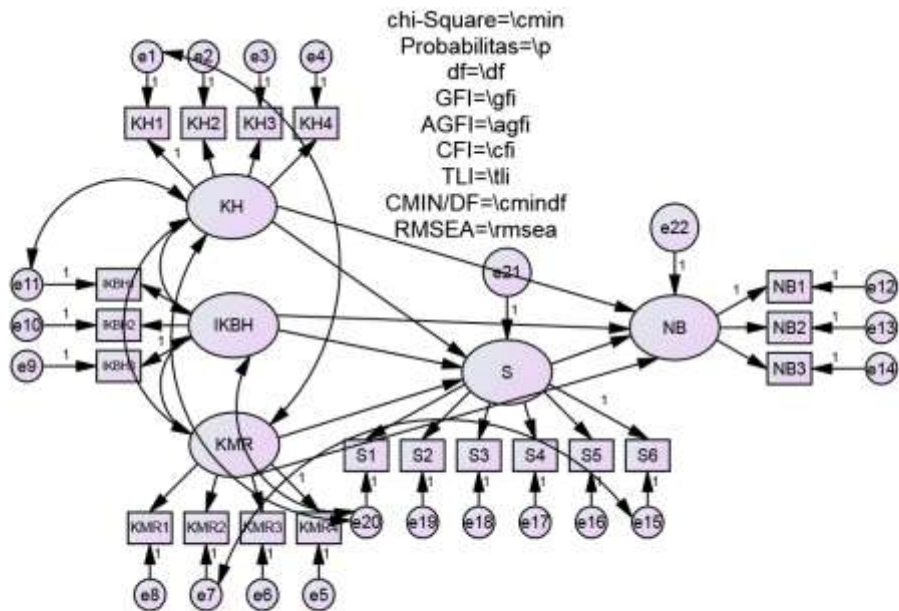 chi-Square=\cmin
Probabilitas=\p
df=\df
GFI=\gfi
AGFI=\agfi
CFI=\cfi
TLI=\tli
CMIN/DF=\cmindf
RMSEA=\rmsea
e1 e2 e3 e4
1 1 1 1
KH1 KH2 KH3 KH4
1
KH
e22
1
e21
1
e11 1
e10 1 IKBH2
e9 1
1
IKBH
NB
1
NB1 1 e12
NB2 1 e13
NB3 1 e14
S
KMR
1
1
S1 S2 S3 S4 S5 S6
1 1 1 1 1 1
e20 e19 e18 e17 e16 e15
KMR1 KMR2 KMR3
1 1 1 1
e8 e7 e6 e5